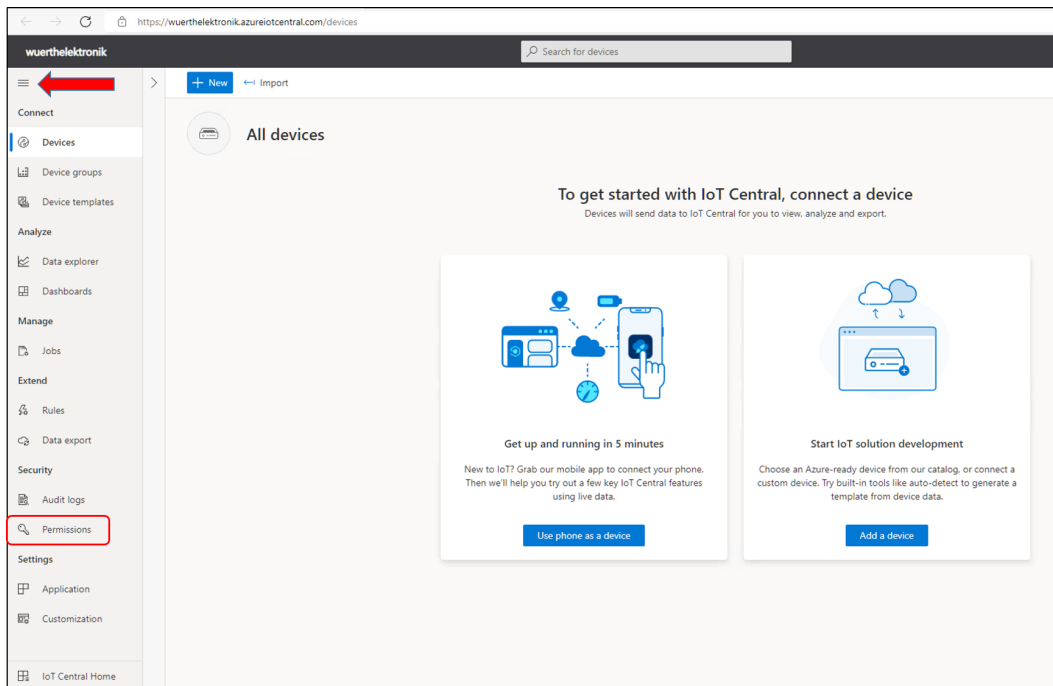 https://wuerthelektronik.azureiotcentral.com/devices
wuerthelektronik
Search for devices
New
Import
Connect
Devices
Device groups
Device templates
Analyze
Data explorer
Dashboards
Manage
Jobs
Extend
Rules
Data export
Security
Audit logs
Permissions
Settings
Application
Customization
IoT Central Home
All devices
To get started with IoT Central, connect a device
Devices will send data to IoT Central for you to view, analyze and export.
Get up and running in 5 minutes
New to IoT? Grab our mobile app to connect your phone.
Then we'll help you try out a few key IoT Central features
using live data.
Use phone as a device
Start IoT solution development
Choose an Azure-ready device from our catalog, or connect a
custom device. Try built-in tools like auto-detect to generate a
template from device data.
Add a device